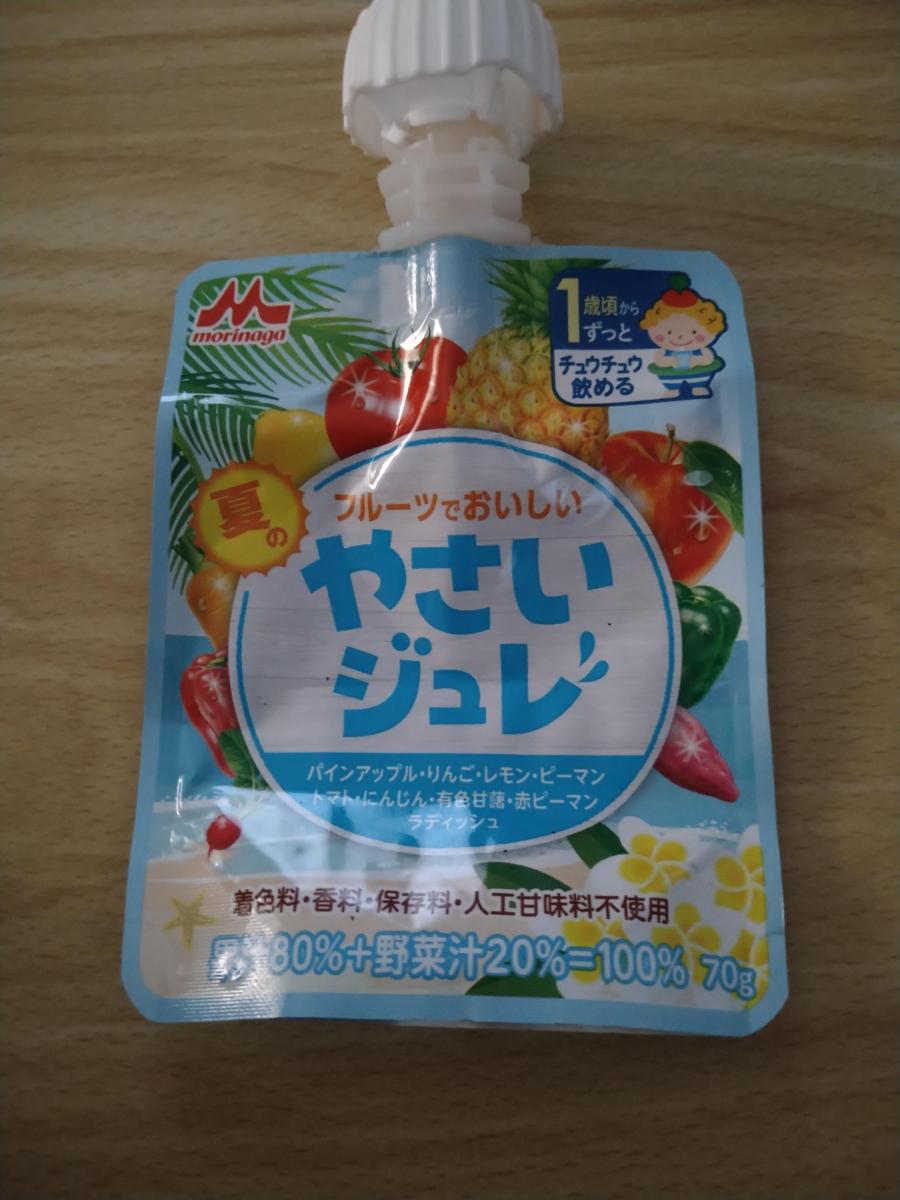 morinaga
1歳頃から
ずっと
チュウチュウ
飲める
夏の
フルーツでおいしい
やさい
ジュレ
パインアップル・りんご・レモン・ピーマン
トマト・にんじん・有色甘藷・赤ピーマン
ラディッシュ
着色料・香料・保存料・人工甘味料不使用
果汁80%+野菜汁20%=100% 70g